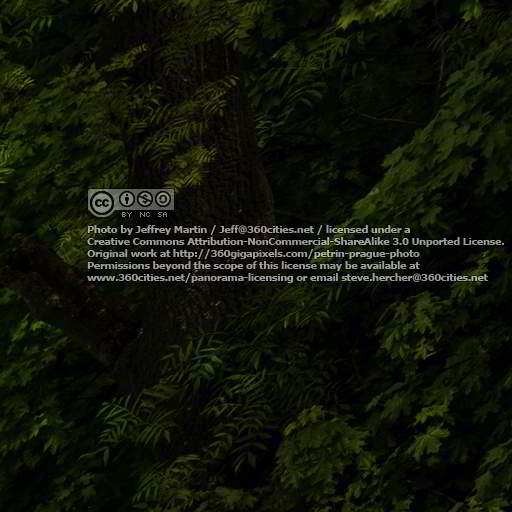 cc
BY NC SA
Photo by Jeffrey Martin / Jeff@360cities.net / licensed under a
Creative Commons Attribution-NonCommercial-ShareAlike 3.0 Unported License.
Original work at http://360gigapixels.com/petrin-prague-photo
Permissions beyond the scope of this license may be available at
www.360cities.net/panorama-licensing or email steve.hercher@360cities.net